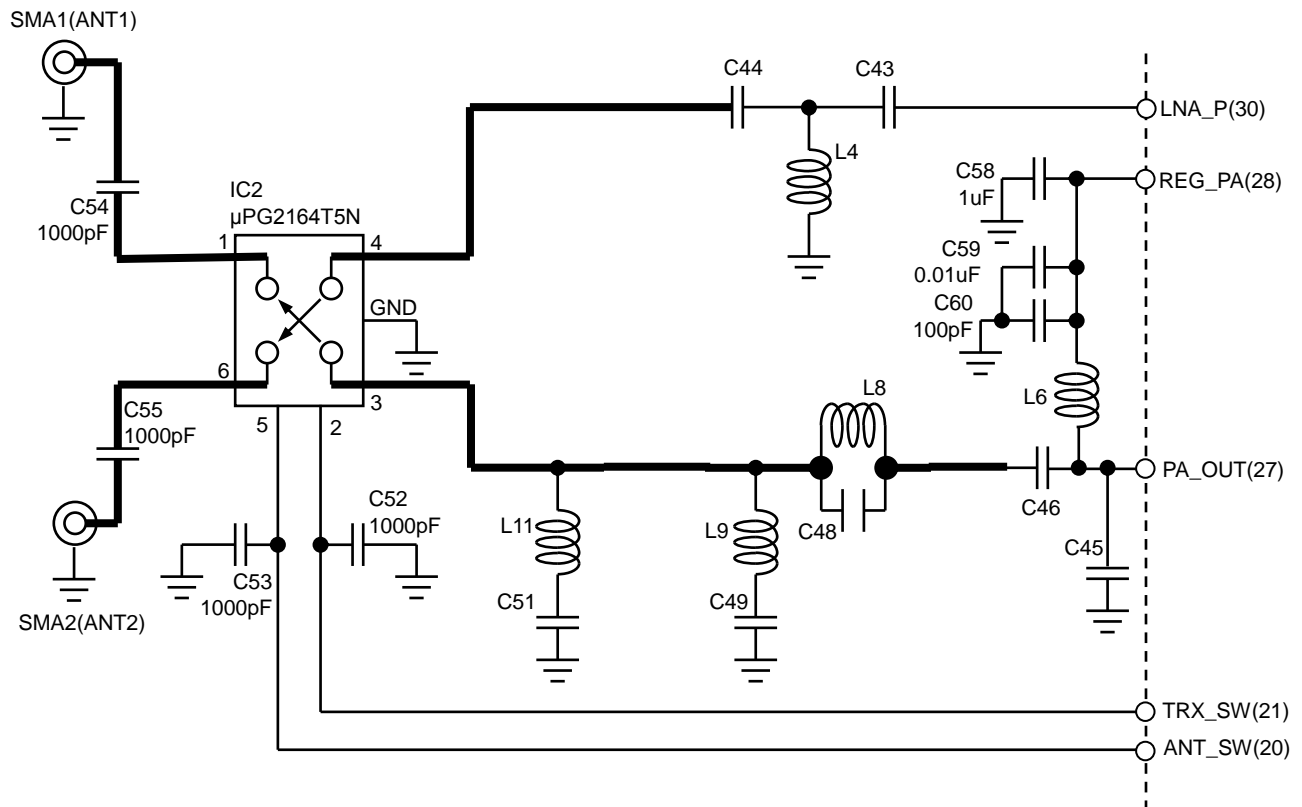 SMA1(ANT1)
C44
C43
LNA_P(30)
L4
C58
1uF
REG_PA(28)
C54
1000pF
IC2
µPG2164T5N
1
4
C59
0.01uF
GND
C60
100pF
6
3
L6
L8
C55
1000pF
5
2
PA_OUT(27)
C46
C52
1000pF
L11
L9
C48
C45
C53
1000pF
C51
C49
SMA2(ANT2)
TRX_SW(21)
ANT_SW(20)